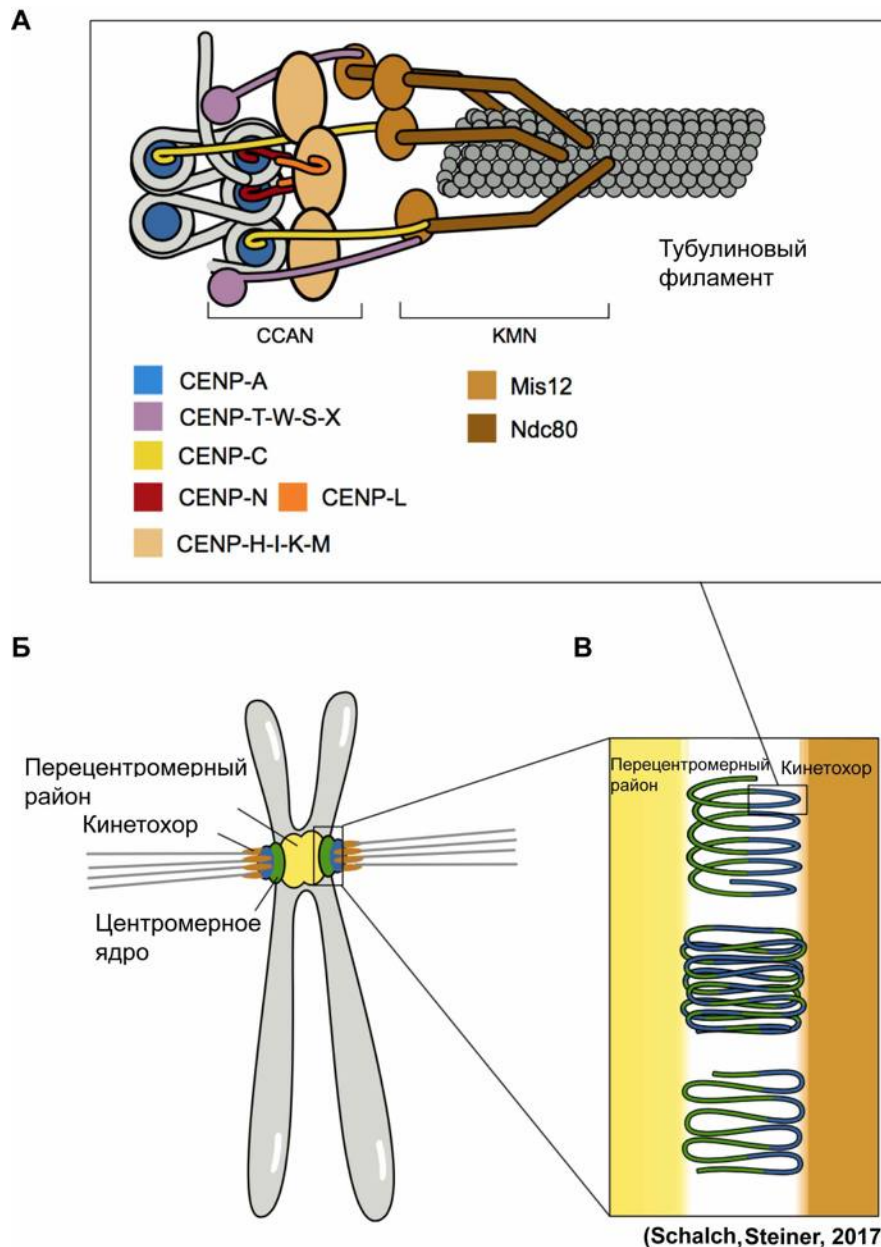 А
Тубулиновый
филамент
CCAN
KMN
CENP-A
CENP-T-W-S-X
CENP-C
CENP-N
CENP-L
CENP-H-I-K-M
Mis12
Ndc80
Б
Перецентромерный
район
Кинетохор
Центромерное
ядро
В
Перецентромерный
район
Кинетохор
(Schalch,Steiner, 2017